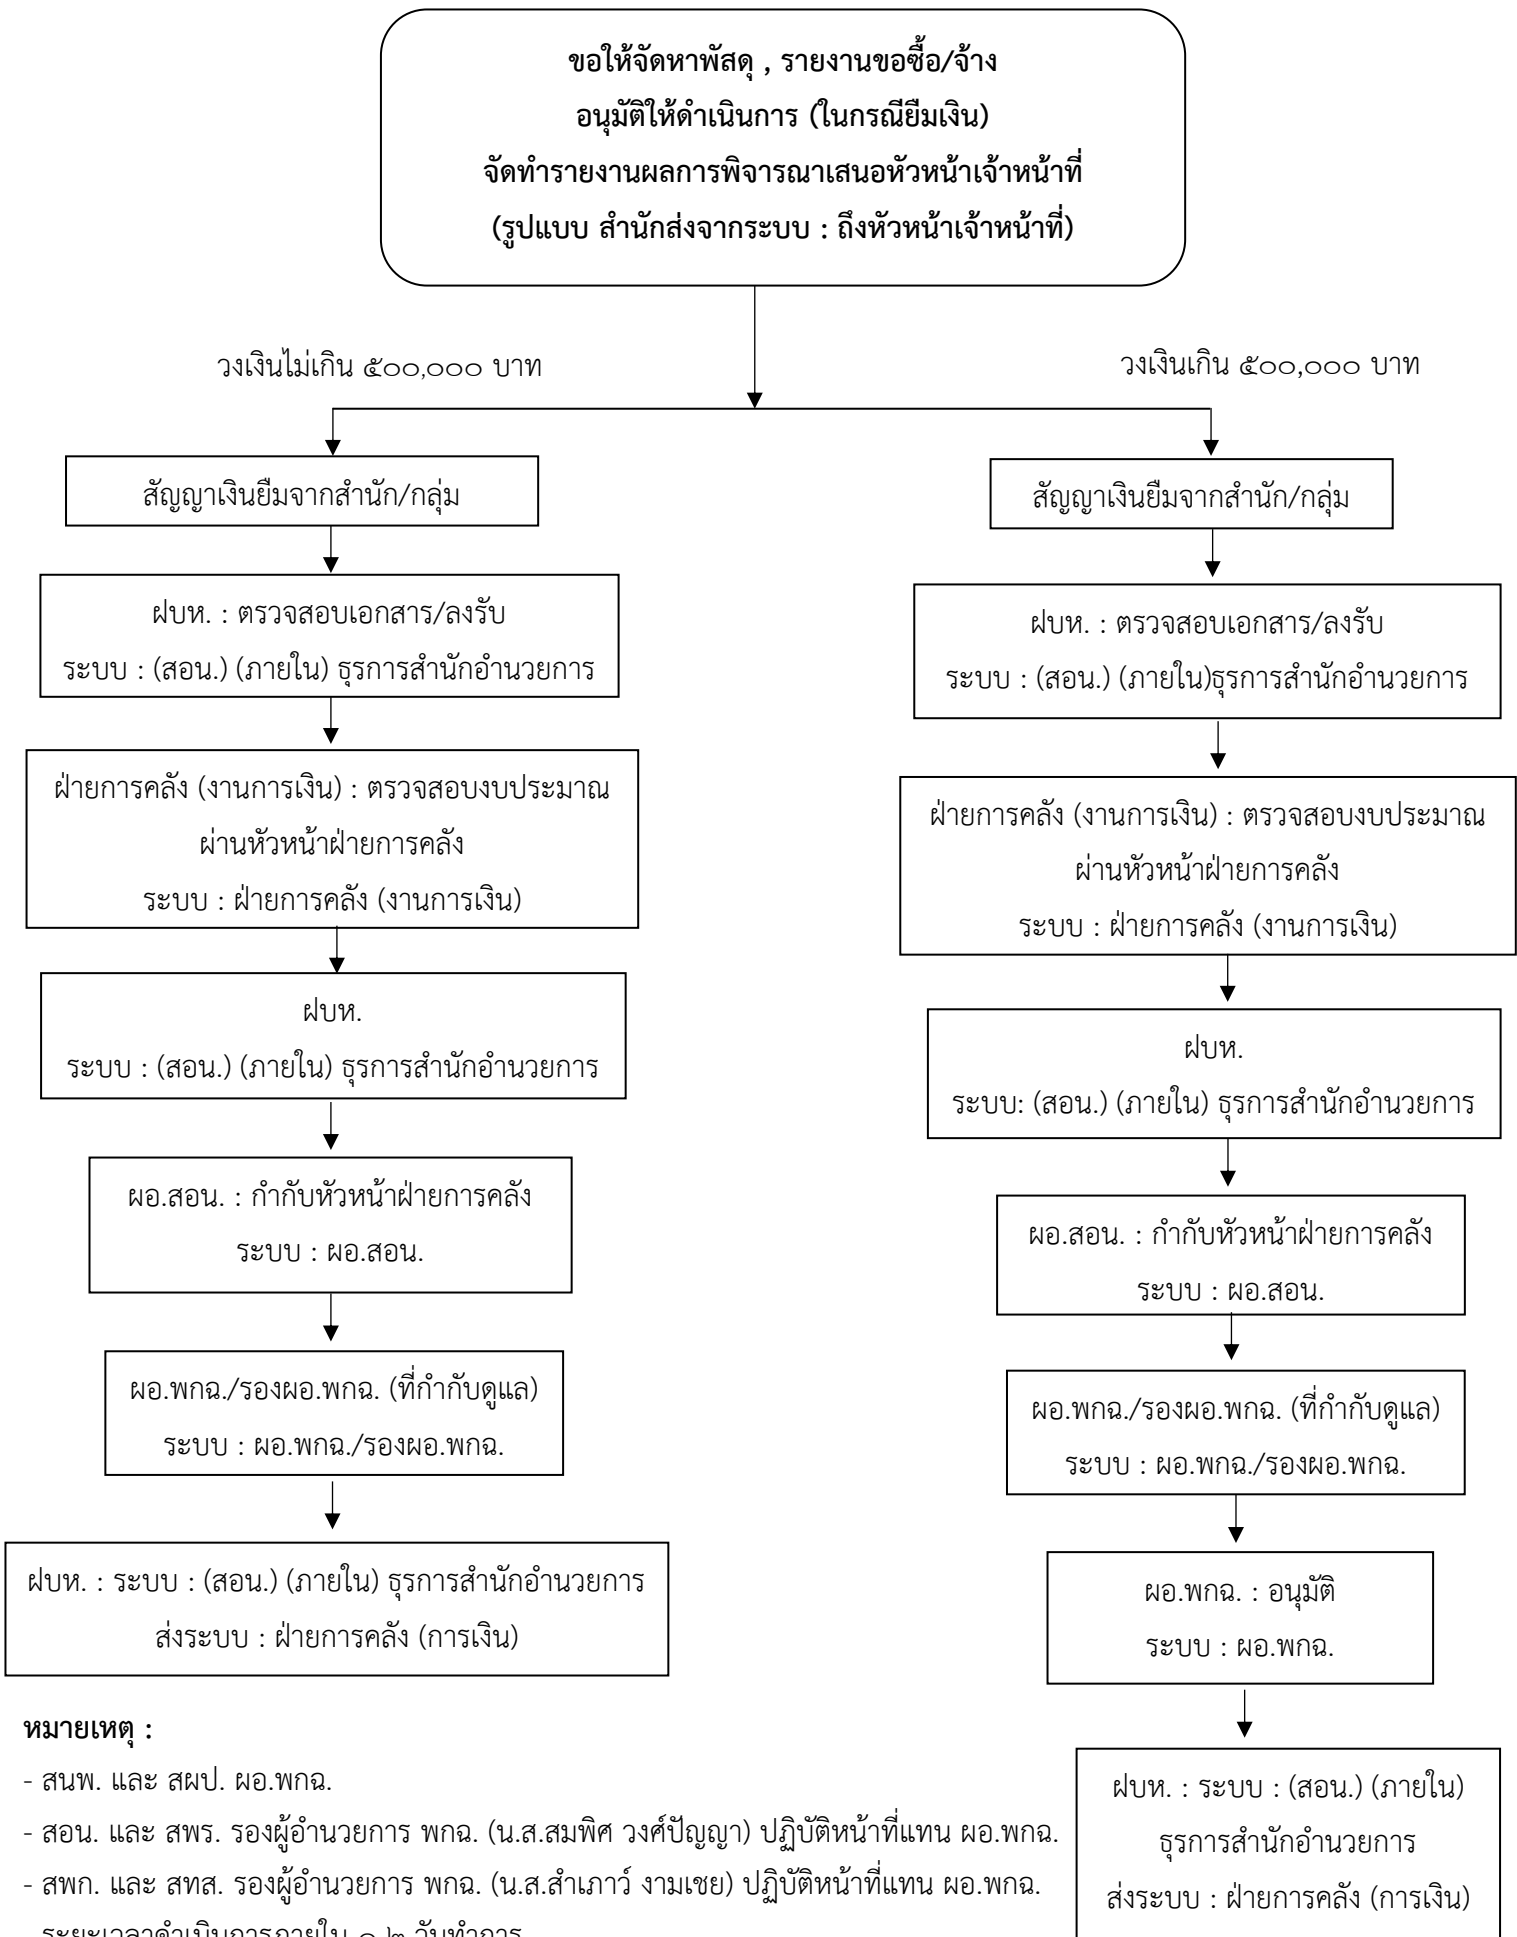 ขอให้จัดหาพัสดุ , รายงานขอซื้อ/จ้าง
อนุมัติให้ดำเนินการ (ในกรณียืมเงิน)
จัดทำรายงานผลการพิจารณาเสนอหัวหน้าเจ้าหน้าที่
(รูปแบบ สำนักส่งจากระบบ : ถึงหัวหน้าเจ้าหน้าที่)
วงเงินไม่เกิน ๕๐๐,๐๐๐ บาท
สัญญาเงินยืมจากสำนัก/กลุ่ม
ฝบห. : ตรวจสอบเอกสาร/ลงรับ
ระบบ : (สอน.) (ภายใน) ธุรการสำนักอำนวยการ
ฝ่ายการคลัง (งานการเงิน) : ตรวจสอบงบประมาณ
ผ่านหัวหน้าฝ่ายการคลัง
ระบบ : ฝ่ายการคลัง (งานการเงิน)
ฝบห.
ระบบ : (สอน.) (ภายใน) ธุรการสำนักอำนวยการ
ผอ.สอน. : กำกับหัวหน้าฝ่ายการคลัง
ระบบ : ผอ.สอน.
ผอ.พกฉ./รองผอ.พกฉ. (ที่กำกับดูแล)
ระบบ : ผอ.พกฉ./รองผอ.พกฉ.
ฝบห. : ระบบ : (สอน.) (ภายใน) ธุรการสำนักอำนวยการ
ส่งระบบ : ฝ่ายการคลัง (การเงิน)
วงเงินเกิน ๕๐๐,๐๐๐ บาท
สัญญาเงินยืมจากสำนัก/กลุ่ม
ฝบห. : ตรวจสอบเอกสาร/ลงรับ
ระบบ : (สอน.) (ภายใน)ธุรการสำนักอำนวยการ
ฝ่ายการคลัง (งานการเงิน) : ตรวจสอบงบประมาณ
ผ่านหัวหน้าฝ่ายการคลัง
ระบบ : ฝ่ายการคลัง (งานการเงิน)
ฝบห.
ระบบ: (สอน.) (ภายใน) ธุรการสำนักอำนวยการ
ผอ.สอน. : กำกับหัวหน้าฝ่ายการคลัง
ระบบ : ผอ.สอน.
ผอ.พกฉ./รองผอ.พกฉ. (ที่กำกับดูแล)
ระบบ : ผอ.พกฉ./รองผอ.พกฉ.
ผอ.พกฉ. : อนุมัติ
ระบบ : ผอ.พกฉ.
ฝบห. : ระบบ : (สอน.) (ภายใน)
ธุรการสำนักอำนวยการ
ส่งระบบ : ฝ่ายการคลัง (การเงิน)
หมายเหตุ :
- สนพ. และ สผป. ผอ.พกฉ.
- สอน. และ สพร. รองผู้อำนวยการ พกฉ. (น.ส.สมพิศ วงศ์ปัญญา) ปฏิบัติหน้าที่แทน ผอ.พกฉ.
- สพก. และ สทส. รองผู้อำนวยการ พกฉ. (น.ส.สำเภาว์ งามเชย) ปฏิบัติหน้าที่แทน ผอ.พกฉ.
ระยะเวลาดำเนินการภายใน
วันทำการ